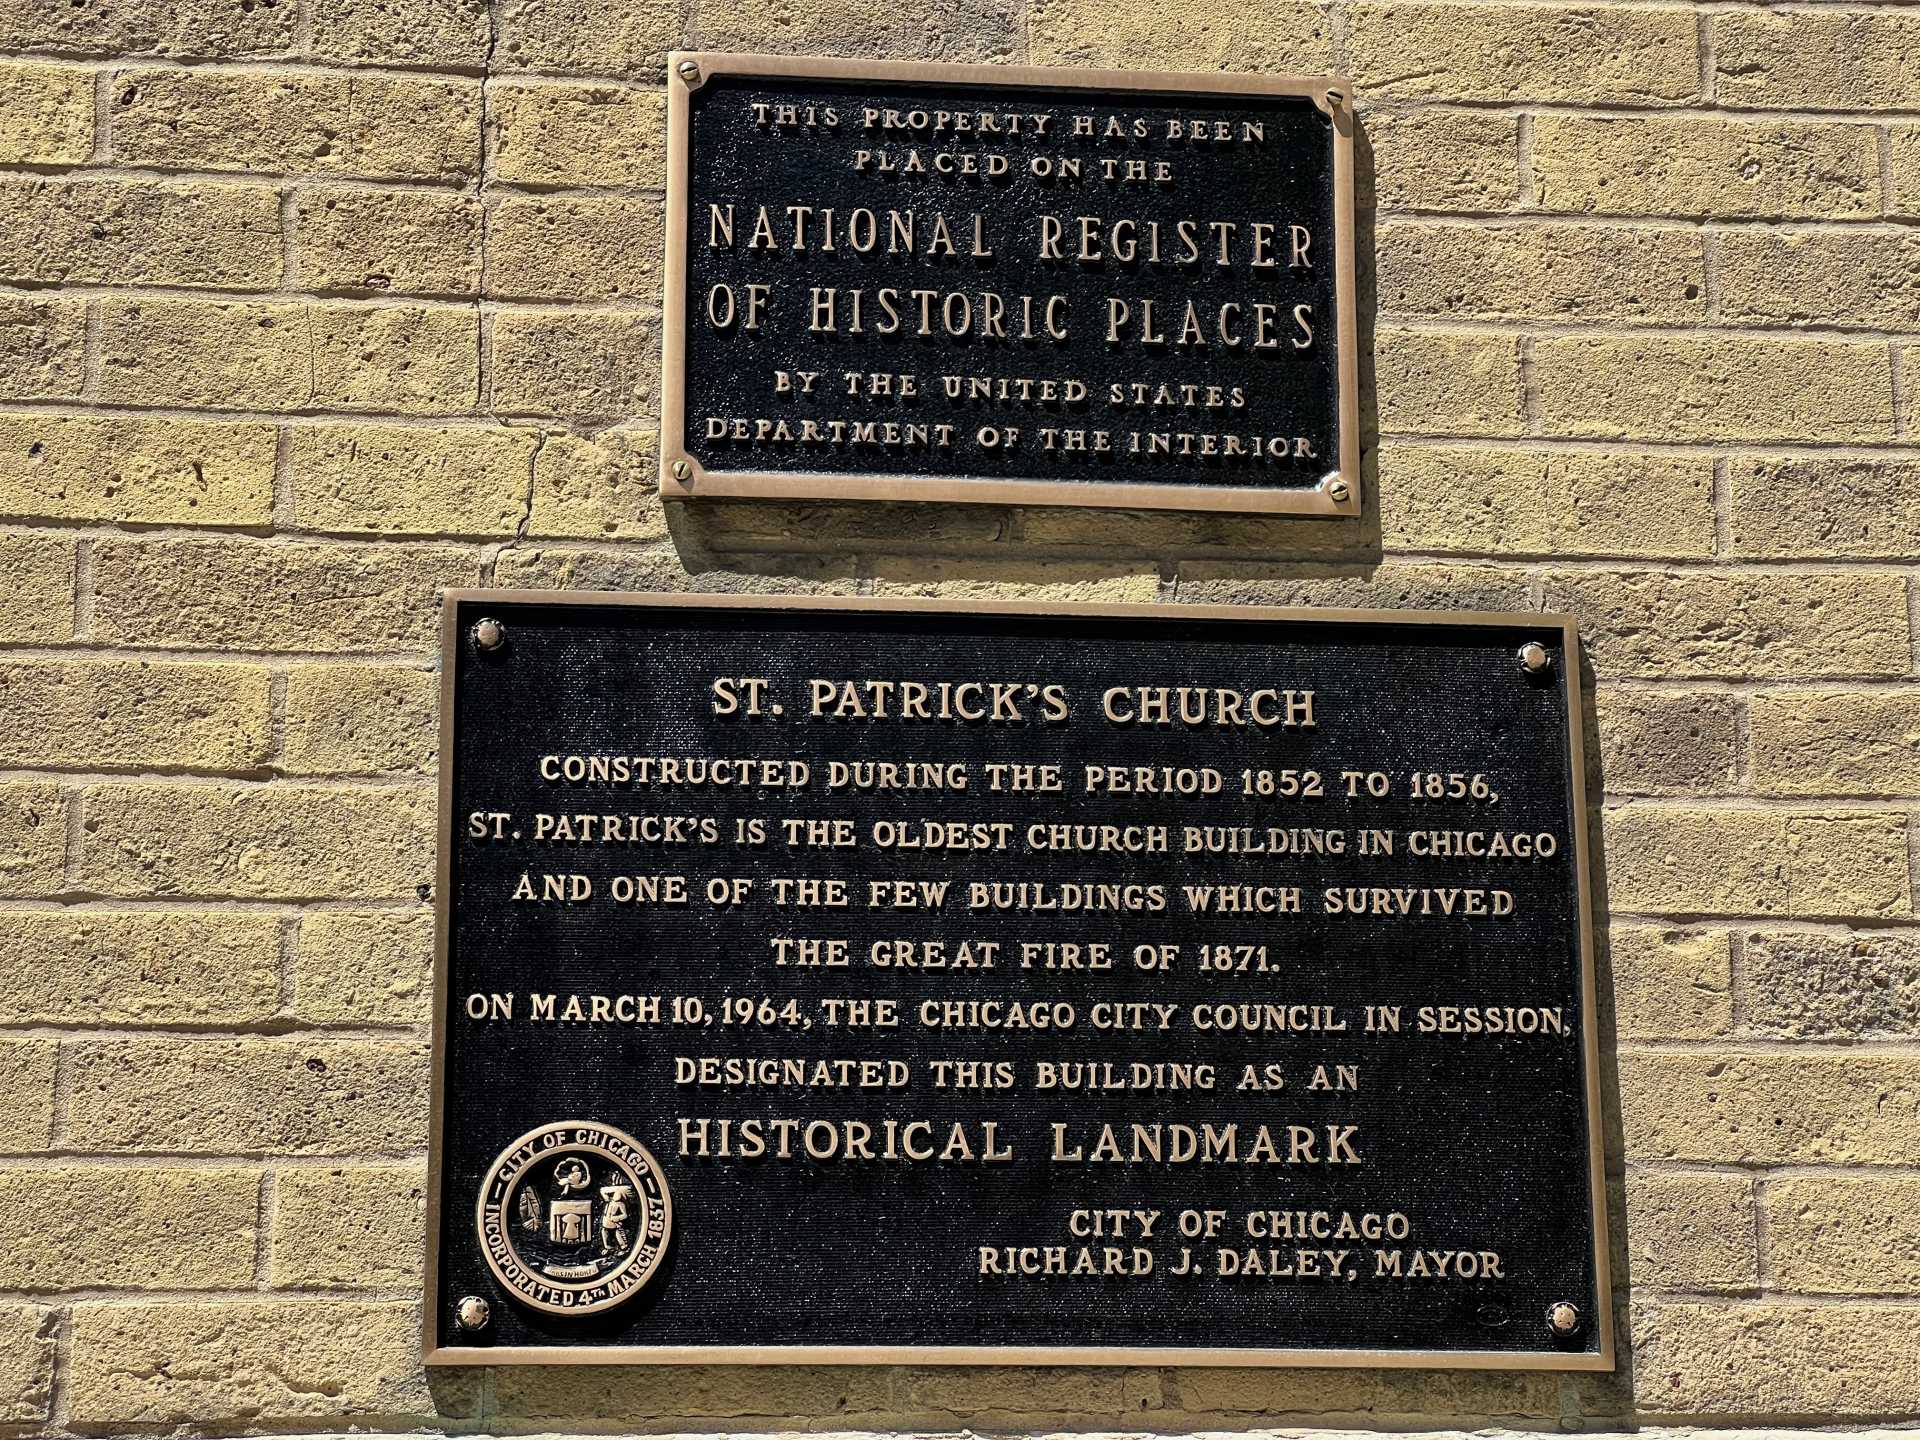 THIS PROPERTY HAS BEEN
PLACED ON THE
NATIONAL REGISTER
OF HISTORIC PLACES
BY THE UNITED STATES
DEPARTMENT OF THE INTERIOR
ST. PATRICK'S CHURCH
CONSTRUCTED DURING THE PERIOD 1852 TO 1856,
ST. PATRICK'S IS THE OLDEST CHURCH BUILDING IN CHICAGO
AND ONE OF THE FEW BUILDINGS WHICH SURVIVED
THE GREAT FIRE OF 1871.
ON MARCH 10, 1964, THE CHICAGO CITY COUNCIL IN SESSION,
DESIGNATED THIS BUILDING AS AN
HISTORICAL LANDMARK
CITY OF CHICAGO
INCORPORATED 4TH MARCH 1837
CITY OF CHICAGO
RICHARD J. DALEY, MAYOR